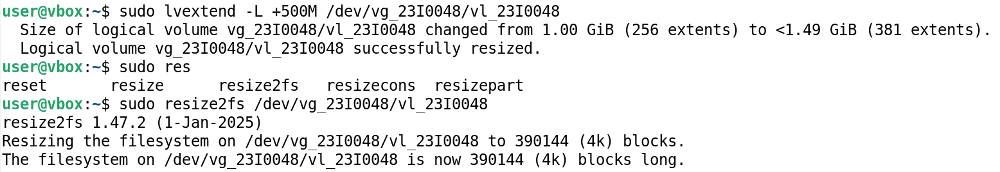 user@vbox:~$ sudo lvextend -L +500M /dev/vg_23I0048/vl_23I0048
  Size of logical volume vg_23I0048/vl_23I0048 changed from 1.00 GiB (256 extents) to <1.49 GiB (381 extents).
  Logical volume vg_23I0048/vl_23I0048 successfully resized.
user@vbox:~$ sudo res
reset       resize      resize2fs   resizecons  resizepart
user@vbox:~$ sudo resize2fs /dev/vg_23I0048/vl_23I0048
resize2fs 1.47.2 (1-Jan-2025)
Resizing the filesystem on /dev/vg_23I0048/vl_23I0048 to 390144 (4k) blocks.
The filesystem on /dev/vg_23I0048/vl_23I0048 is now 390144 (4k) blocks long.